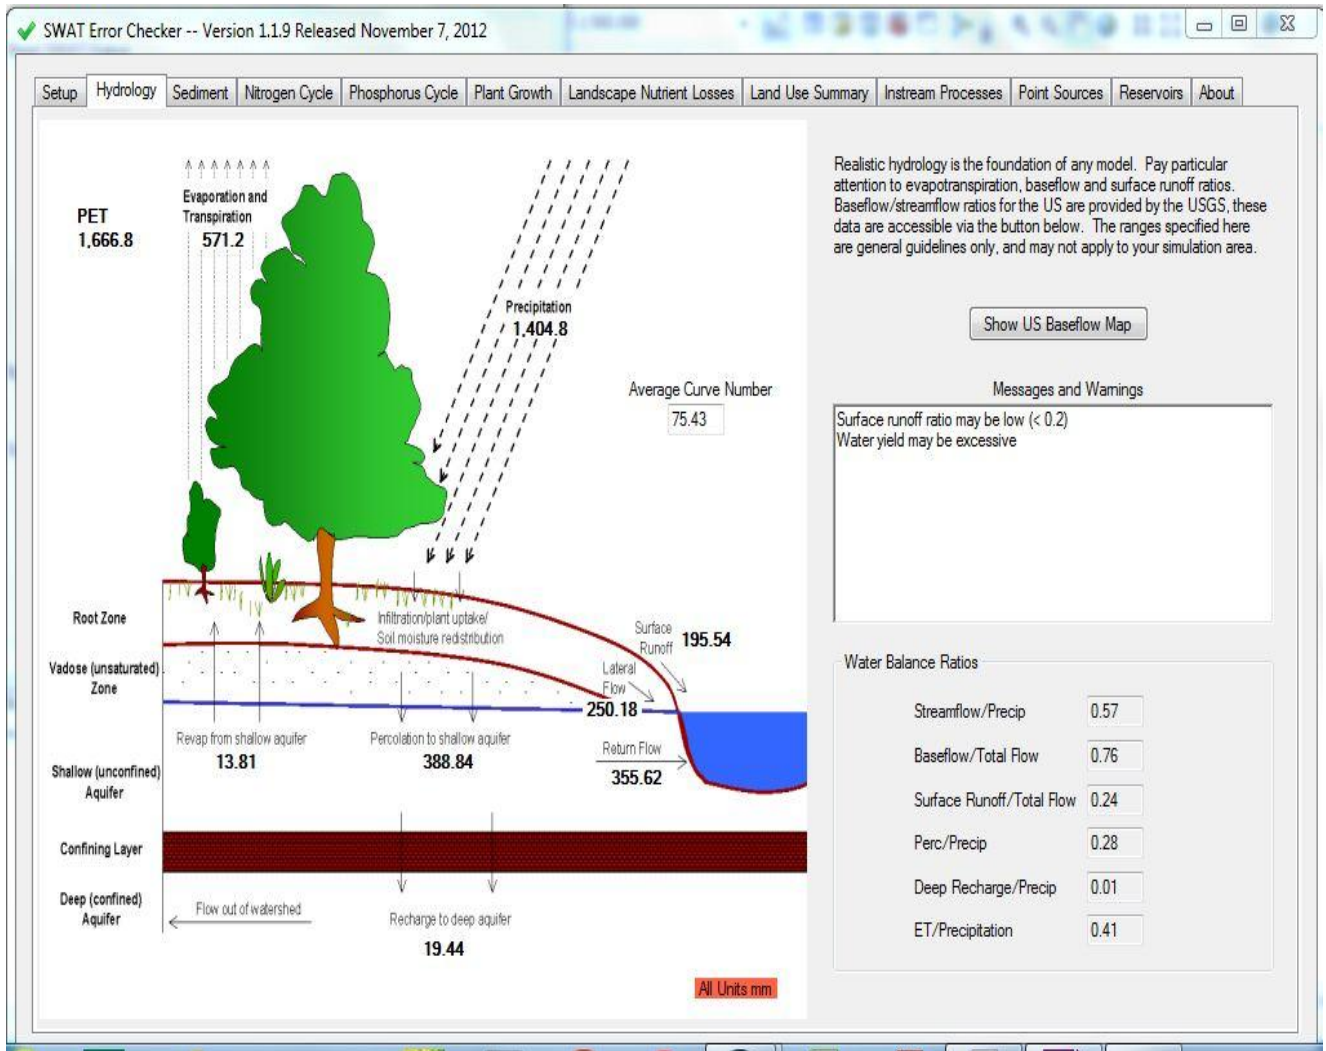 SWAT Error Checker -- Version 1.1.9 Released November 7, 2012
Setup Hydrology Sediment Nitrogen Cycle Phosphorus Cycle Plant Growth Landscape Nutrient Losses Land Use Summary Instream Processes Point Sources Reservoirs About
PET
1,666.8
Evaporation and
Transpiration
571.2
Precipitation
1,404.8
Average Curve Number
75.43
Root Zone
Infiltration/plant uptake/
Soil moisture redistribution
Surface
Runoff
195.54
Vadose (unsaturated)
Zone
Lateral
Flow
250.18
Revap from shallow aquifer
13.81
Percolation to shallow aquifer
388.84
Return Flow
355.62
Shallow (unconfined)
Aquifer
Confining Layer
Deep (confined)
Aquifer
Flow out of watershed
Recharge to deep aquifer
19.44
All Units mm
Realistic hydrology is the foundation of any model. Pay particular
attention to evapotranspiration, baseflow and surface runoff ratios.
Baseflow/streamflow ratios for the US are provided by the USGS, these
data are accessible via the button below. The ranges specified here
are general guidelines only, and may not apply to your simulation area.
Show US Baseflow Map
Messages and Warnings
Surface runoff ratio may be low (< 0.2)
Water yield may be excessive
Water Balance Ratios
Streamflow/Precip 0.57
Baseflow/Total Flow 0.76
Surface Runoff/Total Flow 0.24
Perc/Precip 0.28
Deep Recharge/Precip 0.01
ET/Precipitation 0.41